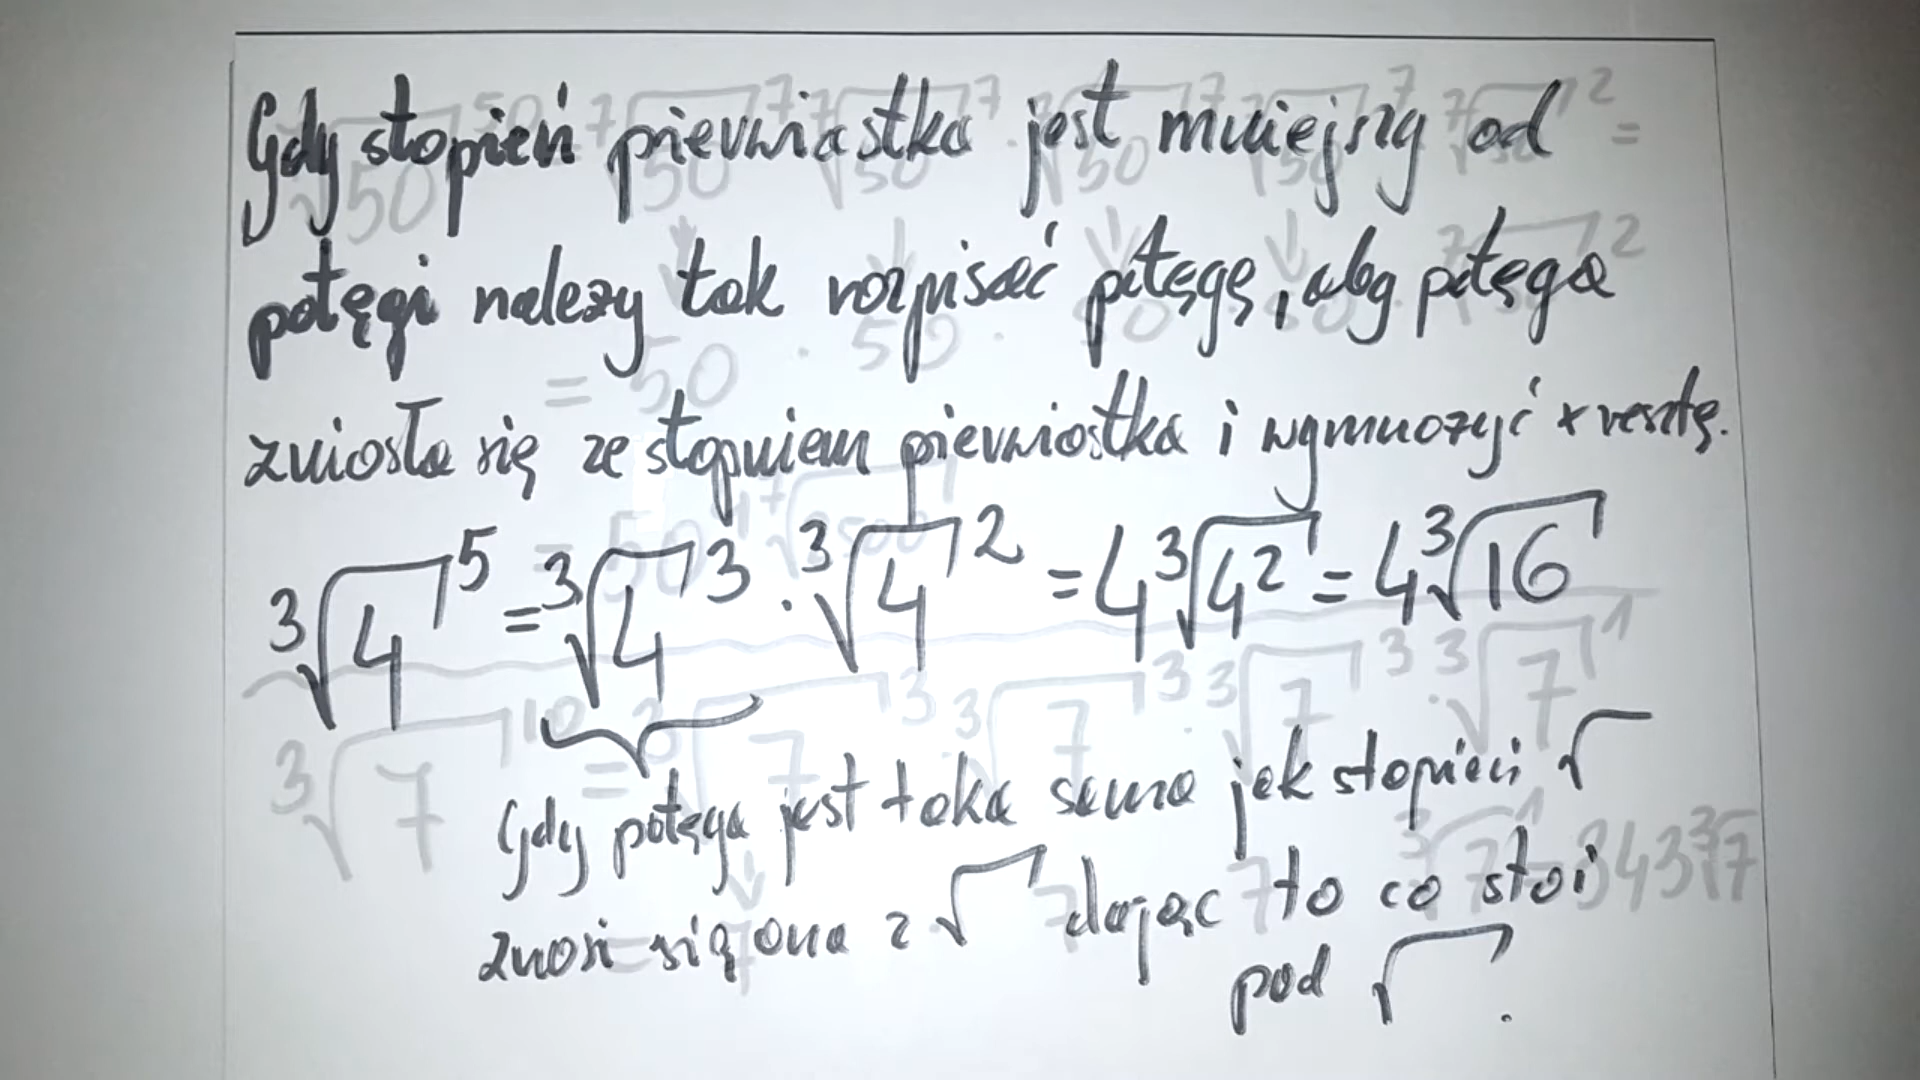 Gdy stopień pierwiastka jest mniejszy od
potęgi należy tak rozpisać potęgę, aby potęga
zniosła się ze stopniem pierwiastka i wymnożyć z resztą.
∛4⁵ = ∛4³ · ∛4² = 4∛4² = 4∛16
Gdy potęga jest taka sama jak stopień √
znosi się ona z √ dając to co stoi
pod √.